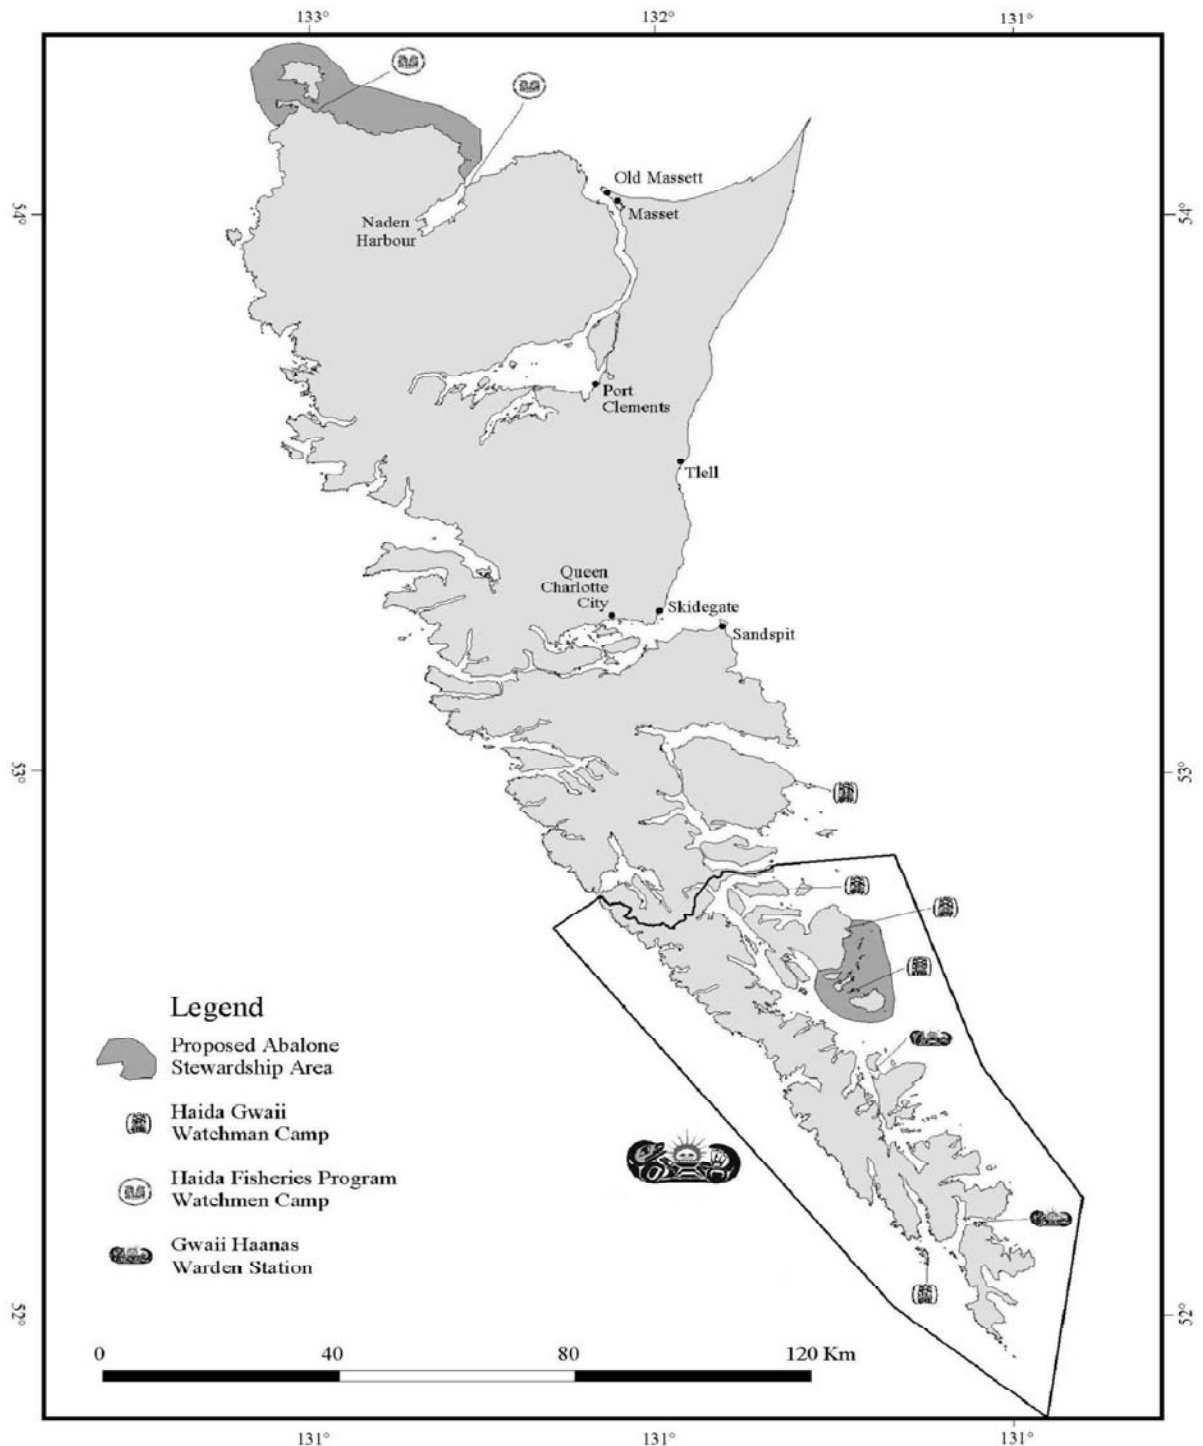 133°
132°
131°
Old Massett
Masset
54°
54°
Naden
Harbour
Port
Clements
Tlell
Queen
Charlotte
City
Skidegate
Sandspit
53°
53°
Legend
Proposed Abalone
Stewardship Area
Haida Gwaii
Watchman Camp
Haida Fisheries Program
Watchmen Camp
Gwaii Haanas
Warden Station
52°
52°
0
40
80
120 Km
131°
131°
131°